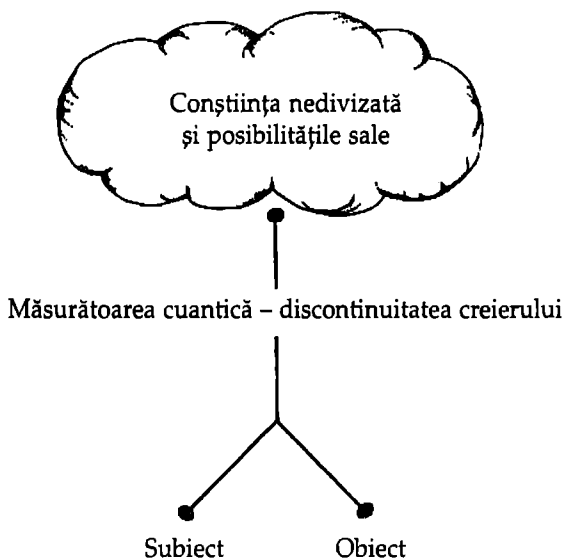 Conștiința nedivizată
și posibilitățile sale
Măsurătoarea cuantică – discontinuitatea creierului
Subiect
Obiect